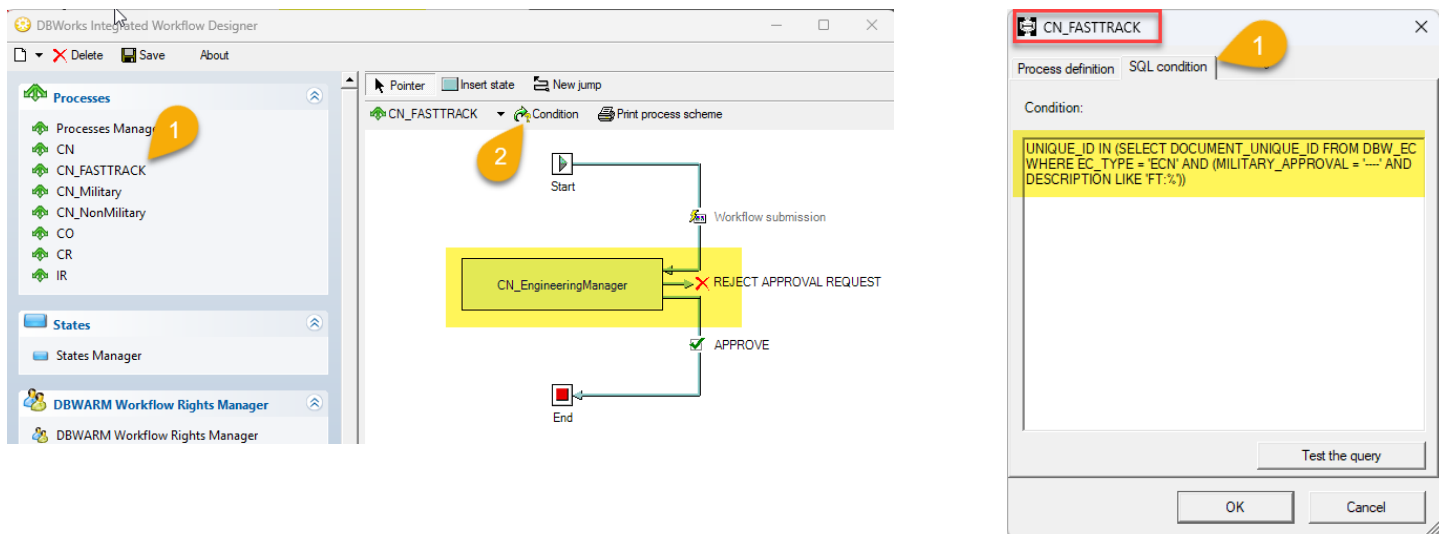 DBWorks Integrated Workflow Designer
Delete Save About
Processes
Processes Manag
1
CN
CN_FASTTRACK
CN_Military
CN_NonMilitary
CO
CR
IR
States
States Manager
DBWARM Workflow Rights Manager
DBWARM Workflow Rights Manager
Pointer Insert state New jump
CN_FASTTRACK Condition Print process scheme
2
Start
Workflow submission
CN_EngineeringManager
REJECT APPROVAL REQUEST
APPROVE
End
CN_FASTTRACK
1
Process definition SQL condition
Condition:
UNIQUE_ID IN (SELECT DOCUMENT_UNIQUE_ID FROM DBW_EC
WHERE EC_TYPE = 'ECN' AND (MILITARY_APPROVAL = '----' AND
DESCRIPTION LIKE 'FT:%'))
Test the query
OK Cancel